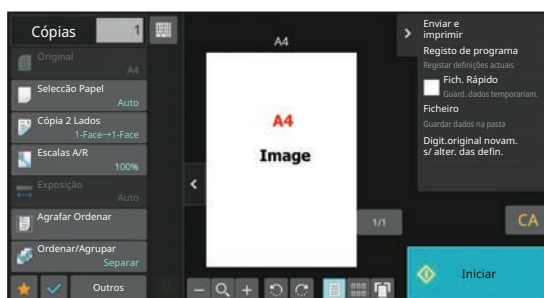 Cópias
1
Original
A4
Selecção Papel
Auto
Cópia 2 Lados
1-Face→1-Face
Escalas A/R
100%
Exposição
Auto
Agrafar Ordenar
Ordenar/Agrupar
Separar
Outros
A4
A4
Image
1/1
Enviar e
imprimir
Registo de programa
Registar definições actuais
Fich. Rápido
Guard. dados temporariam.
Ficheiro
Guardar dados na pasta
Digit.original novam.
s/ alter. das defin.
CA
Iniciar